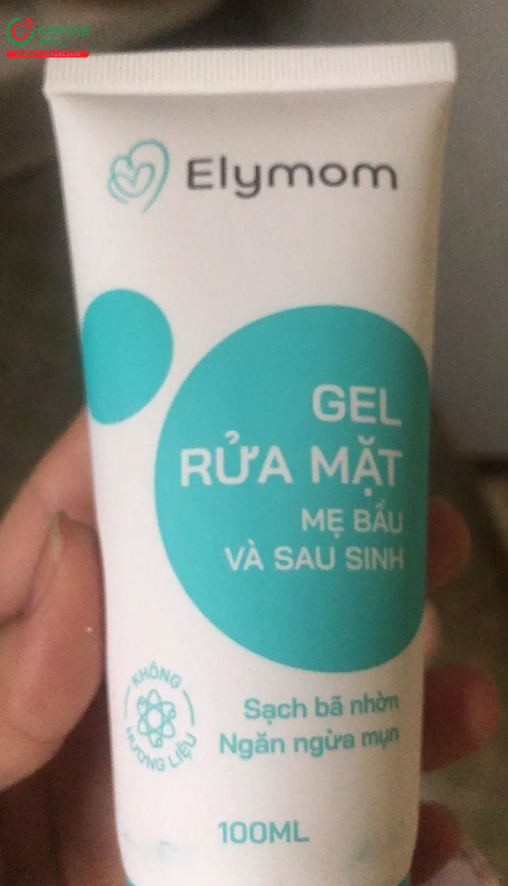 central
Elymom
GEL
RỬA MẶT
MẸ BẦU
VÀ SAU SINH
KHÔNG
HƯƠNG LIỆU
Sạch bã nhờn
Ngăn ngừa mụn
100ML